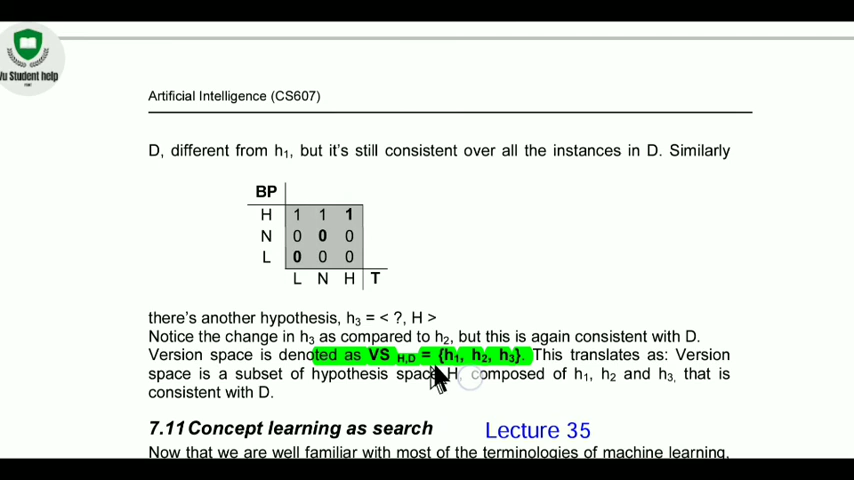 Vu Student help
Artificial Intelligence (CS607)
D, different from h1, but it's still consistent over all the instances in D. Similarly
BP
H 1 1 1
N 0 0 0
L 0 0 0
L N H T
there's another hypothesis, h3 = < ?, H >
Notice the change in h3 as compared to h2, but this is again consistent with D.
Version space is denoted as VS H,D = {h1, h2, h3}. This translates as: Version
space is a subset of hypothesis space H, composed of h1, h2 and h3, that is
consistent with D.
7.11 Concept learning as search Lecture 35
Now that we are well familiar with most of the terminologies of machine learning,